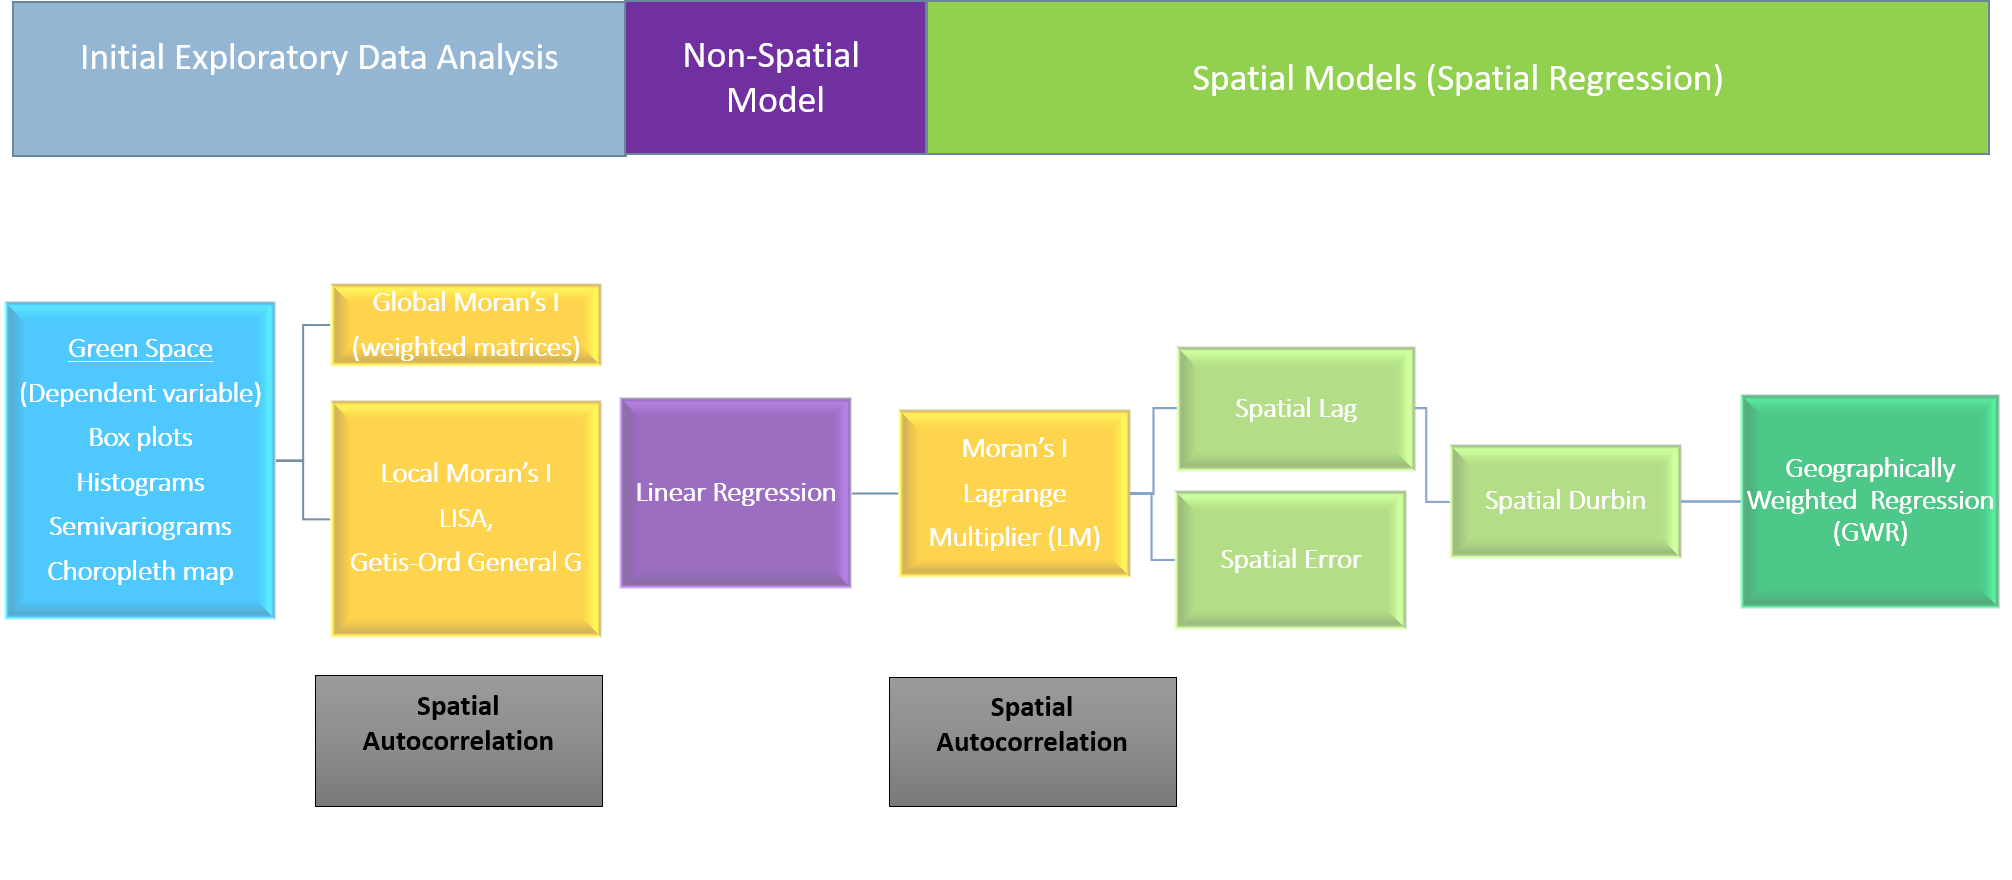 Initial Exploratory Data Analysis
Non-Spatial
Model
Spatial Models (Spatial Regression)
Green Space
(Dependent variable)
Box plots
Histograms
Semivariograms
Choropleth map
Global Moran’s I
(weighted matrices)
Local Moran’s I
LISA,
Getis-Ord General G
Spatial
Autocorrelation
Linear Regression
Moran’s I
Lagrange
Multiplier (LM)
Spatial
Autocorrelation
Spatial Lag
Spatial Error
Spatial Durbin
Geographically
Weighted Regression
(GWR)